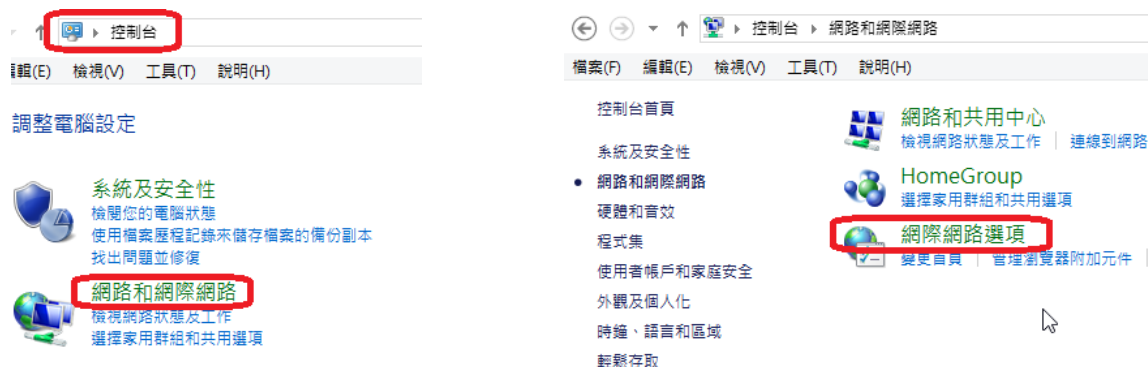 控制台
輯(E) 檢視(V) 工具(T) 說明(H)
調整電腦設定
系統及安全性
檢閱您的電腦狀態
使用檔案歷程記錄來儲存檔案的備份副本
找出問題並修復
網路和網際網路
檢視網路狀態及工作
選擇家用群組和共用選項
控制台 網路和網際網路
檔案(F) 編輯(E) 檢視(V) 工具(T) 說明(H)
控制台首頁
系統及安全性
網路和網際網路
硬體和音效
程式集
使用者帳戶和家庭安全
外觀及個人化
時鐘、語言和區域
輕鬆存取
網路和共用中心
檢視網路狀態及工作 連線到網路
HomeGroup
選擇家用群組和共用選項
網際網路選項
變更首頁 管理瀏覽器附加元件